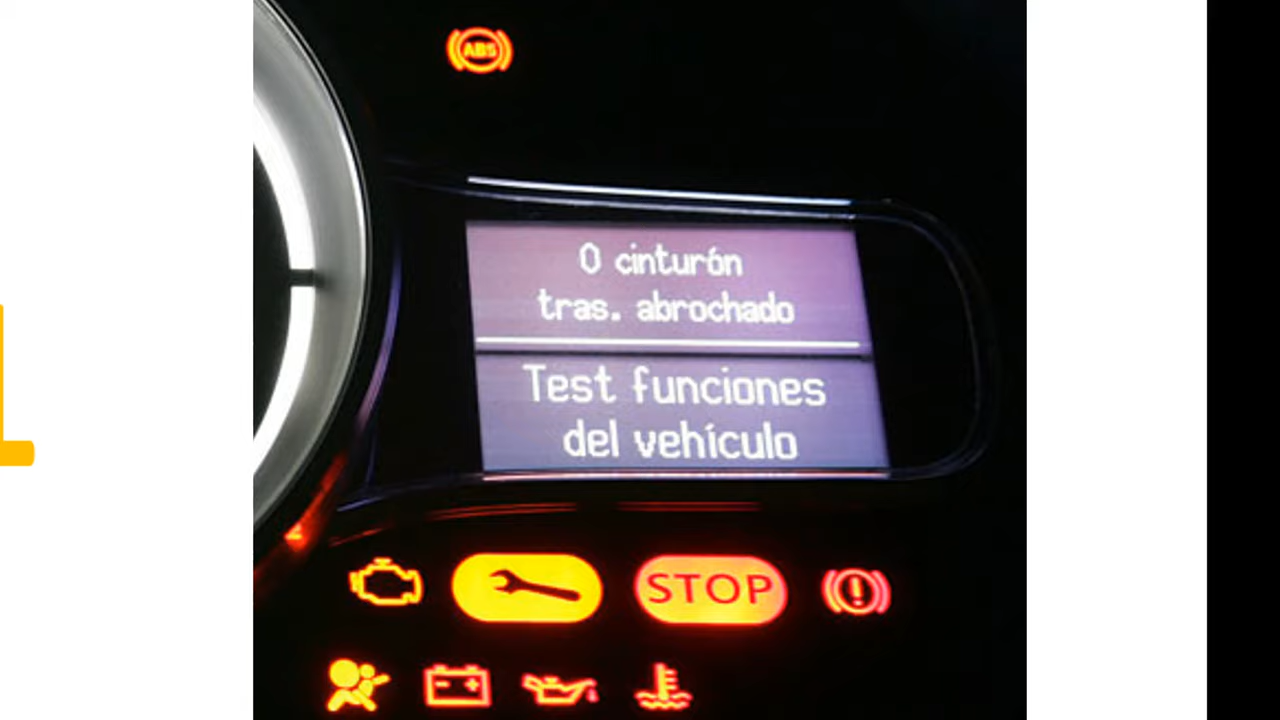 ABS
0 cinturón
tras. abrochado
Test funciones
del vehículo
STOP